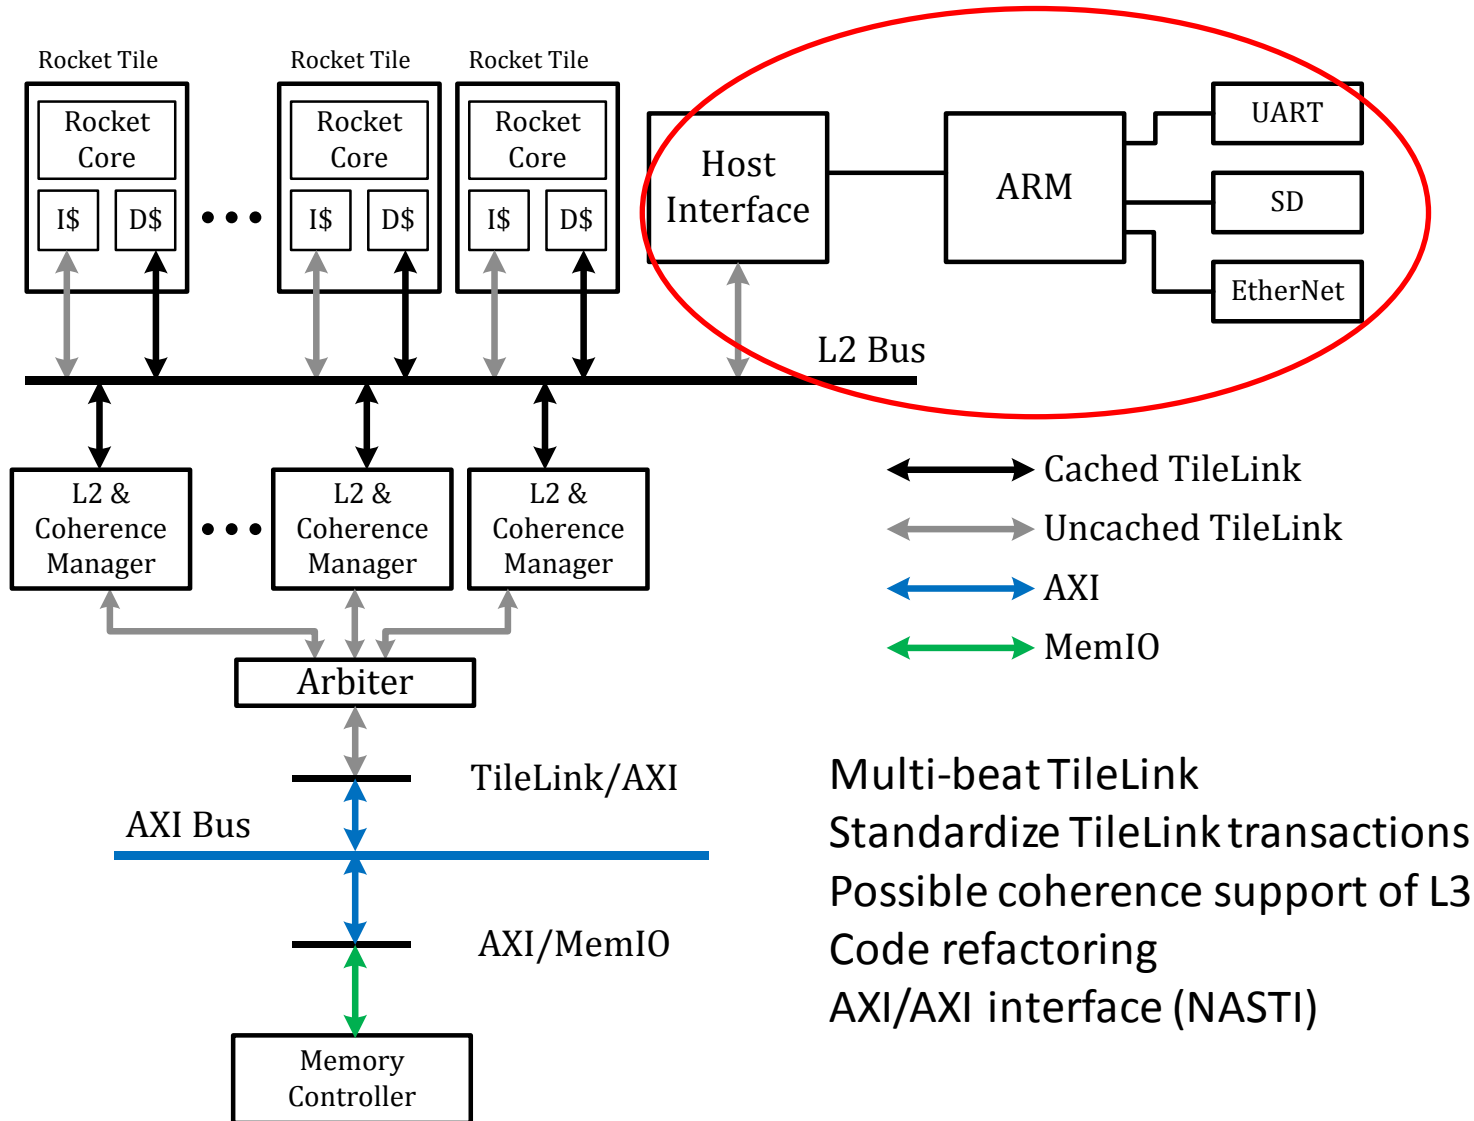 Rocket Tile
Rocket Tile
Rocket Tile
Rocket
Core
I$
D$
Rocket
Core
I$
D$
Rocket
Core
I$
D$
Host
Interface
ARM
UART
SD
EtherNet
L2 Bus
L2 &
Coherence
Manager
L2 &
Coherence
Manager
L2 &
Coherence
Manager
Cached TileLink
Uncached TileLink
AXI
MemIO
Arbiter
TileLink/AXI
AXI Bus
AXI/MemIO
Memory
Controller
Multi-beat TileLink
Standardize TileLink transactions
Possible coherence support of L3
Code refactoring
AXI/AXI interface (NASTI)